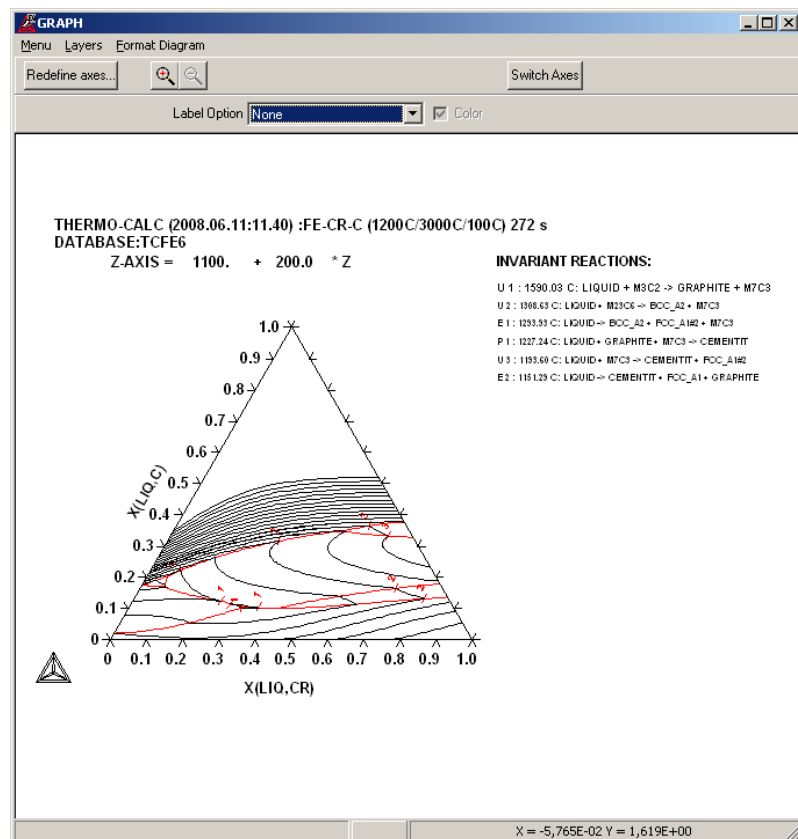 GRAPH
Menu Layers Format Diagram
Redefine axes... Switch Axes
Label Option None Color
THERMO-CALC (2008.06.11:11.40) :FE-CR-C (1200C/3000C/100C) 272 s
DATABASE:TCFE6
Z-AXIS = 1100. + 200.0 * Z
INVARIANT REACTIONS:
U 1 : 1590.03 C: LIQUID + M3C2 -> GRAPHITE + M7C3
U 2 : 1308.63 C: LIQUID + M23C6 -> BCC_A2 + M7C3
E 1 : 1293.93 C: LIQUID -> BCC_A2 + FCC_A1#2 + M7C3
P 1 : 1227.24 C: LIQUID + GRAPHITE + M7C3 -> CEMENTIT
U 3 : 1193.60 C: LIQUID + M7C3 -> CEMENTIT + FCC_A1#2
E 2 : 1151.29 C: LIQUID -> CEMENTIT + FCC_A1 + GRAPHITE
1.0
0.9
0.8
0.7
0.6
0.5
0.4
0.3
0.2
0.1
0
X(LIQ,C)
0 0.1 0.2 0.3 0.4 0.5 0.6 0.7 0.8 0.9 1.0
X(LIQ,CR)
X = -5,765E-02 Y = 1,619E+00